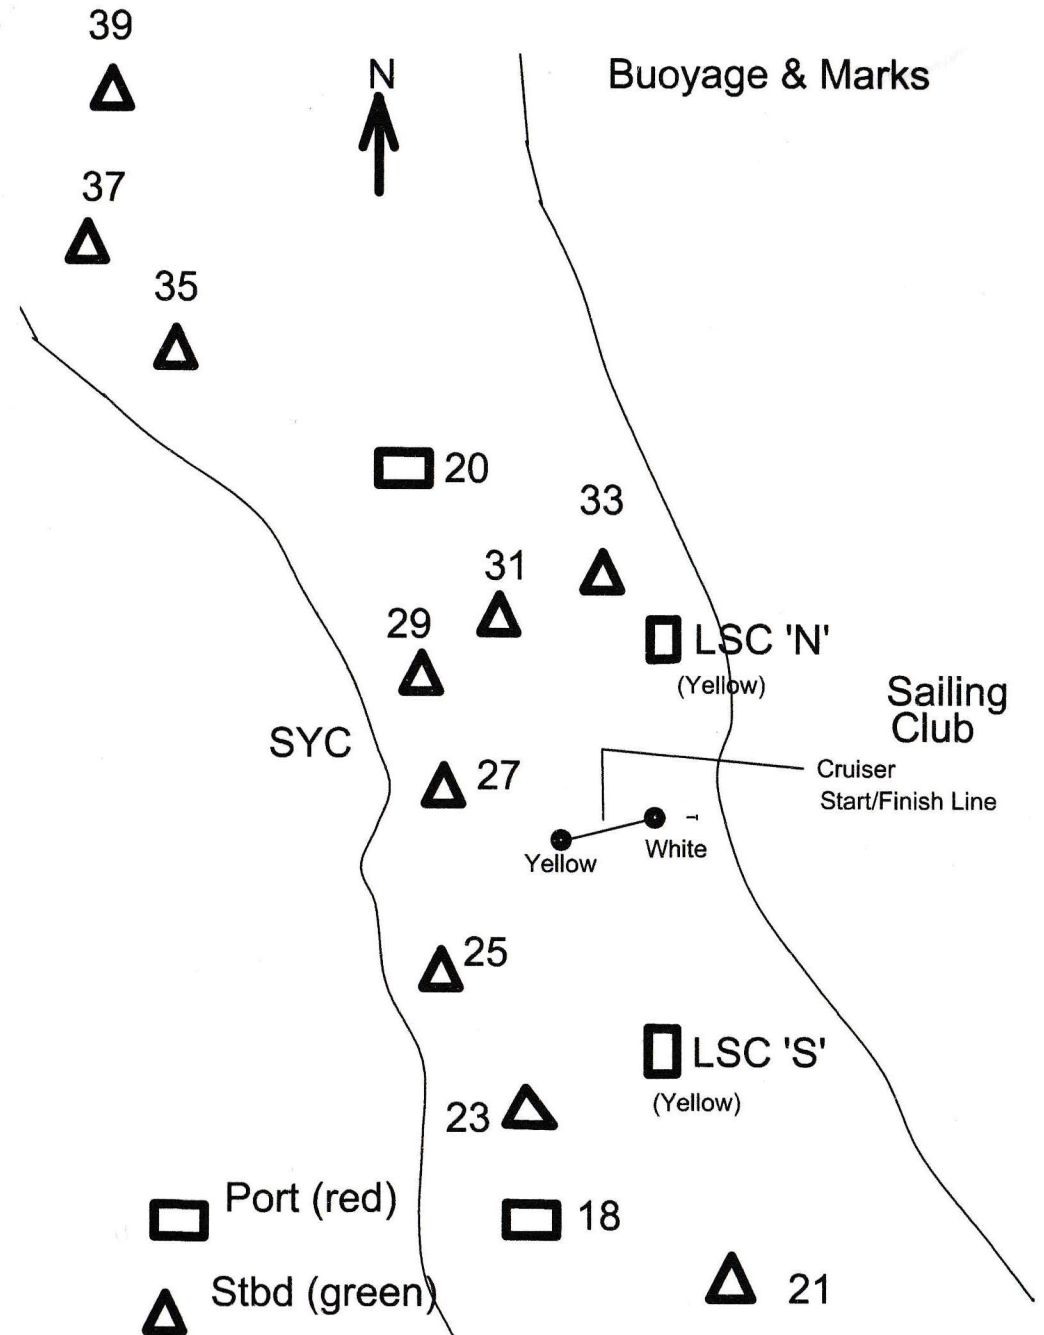 39
N
Buoyage & Marks
37
35
20
33
31
29
LSC 'N'
(Yellow)
Sailing
Club
SYC
27
Cruiser
Start/Finish Line
Yellow
White
25
LSC 'S'
(Yellow)
23
Port (red)
18
Stbd (green)
21